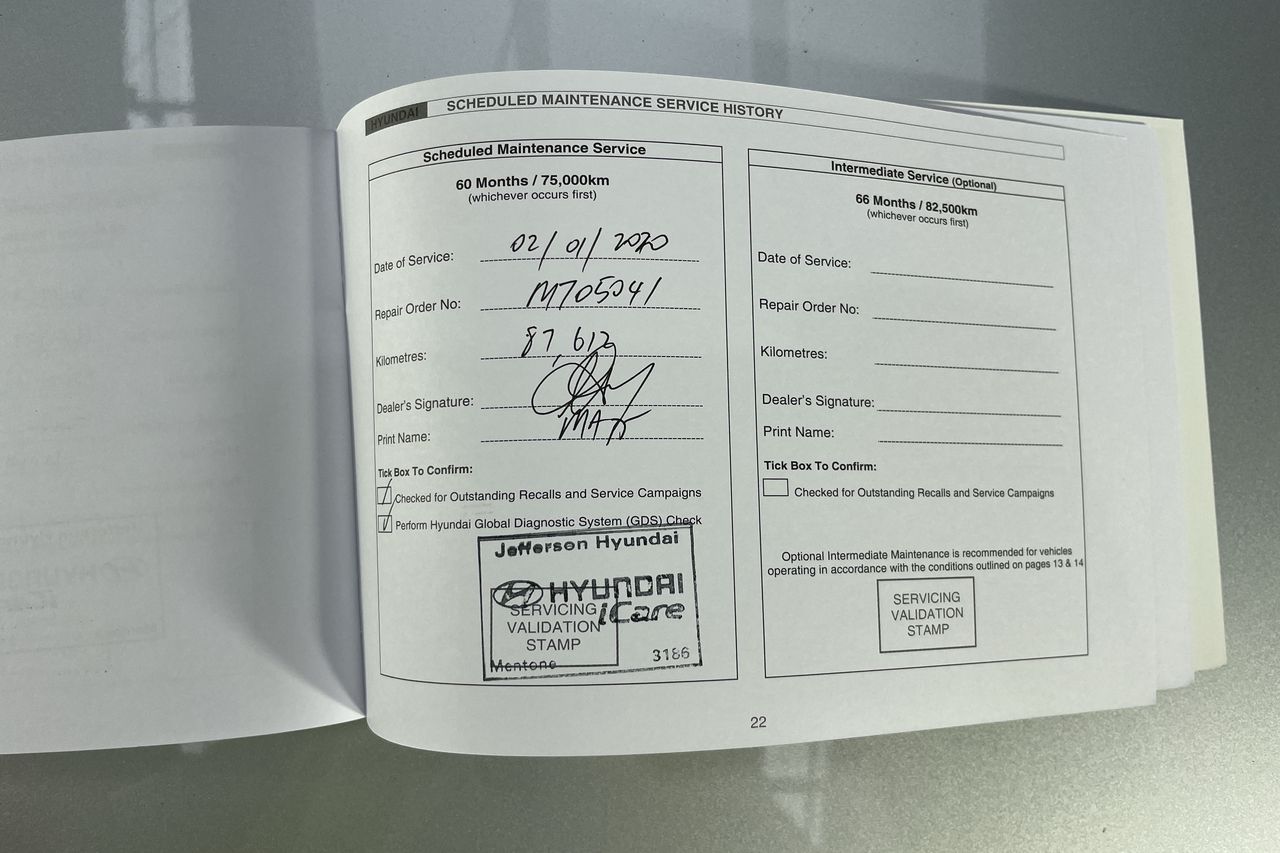 HYUNDAI
SCHEDULED MAINTENANCE SERVICE HISTORY
Scheduled Maintenance Service
60 Months / 75,000km
(whichever occurs first)
Date of Service: 02/01/2020
Repair Order No: M705041
Kilometres: 87,612
Dealer's Signature:
Print Name: MAX
Tick Box To Confirm:
Checked for Outstanding Recalls and Service Campaigns
Perform Hyundai Global Diagnostic System (GDS) Check
Jefferson Hyundai
HYUNDAI
iCare
SERVICING
VALIDATION
STAMP
Mentone 3186
Intermediate Service (Optional)
66 Months / 82,500km
(whichever occurs first)
Date of Service:
Repair Order No:
Kilometres:
Dealer's Signature:
Print Name:
Tick Box To Confirm:
Checked for Outstanding Recalls and Service Campaigns
Optional Intermediate Maintenance is recommended for vehicles
operating in accordance with the conditions outlined on pages 13 & 14
SERVICING
VALIDATION
STAMP
22